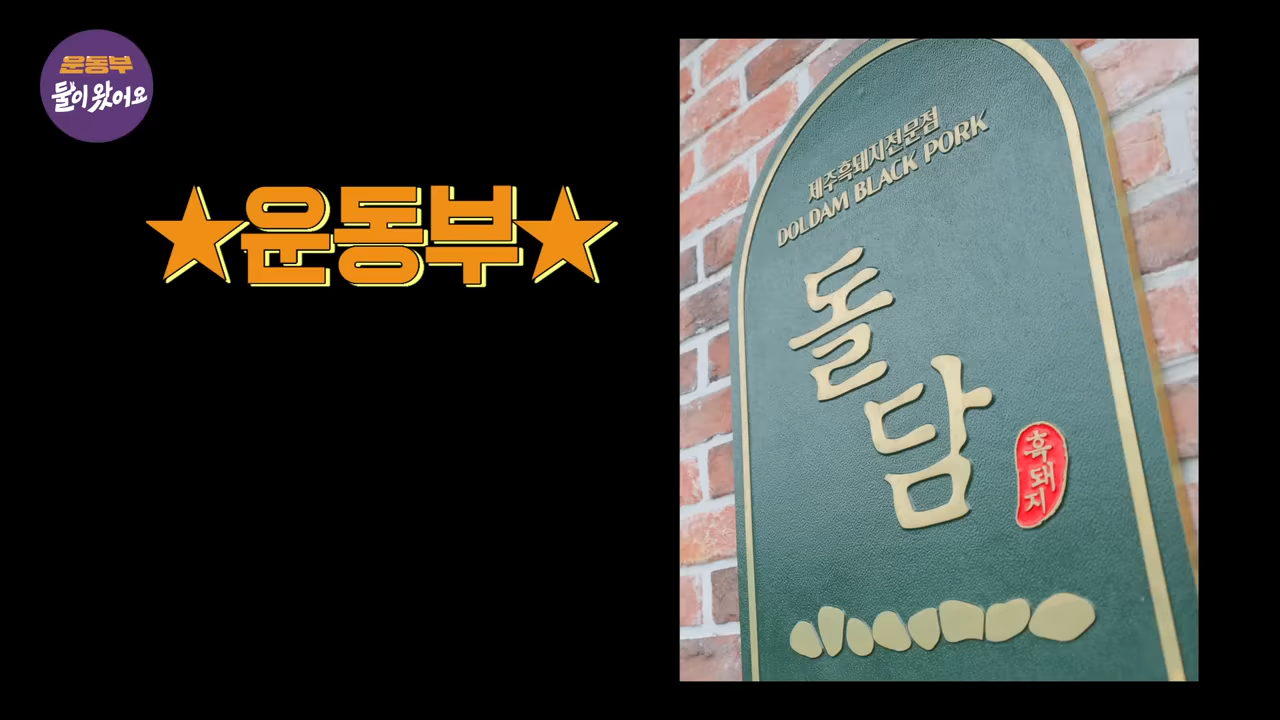 운동부
둘이 왔어요
★운동부★
제주흑돼지전문점
DOLDAM BLACK PORK
돌
담
흑
돼
지